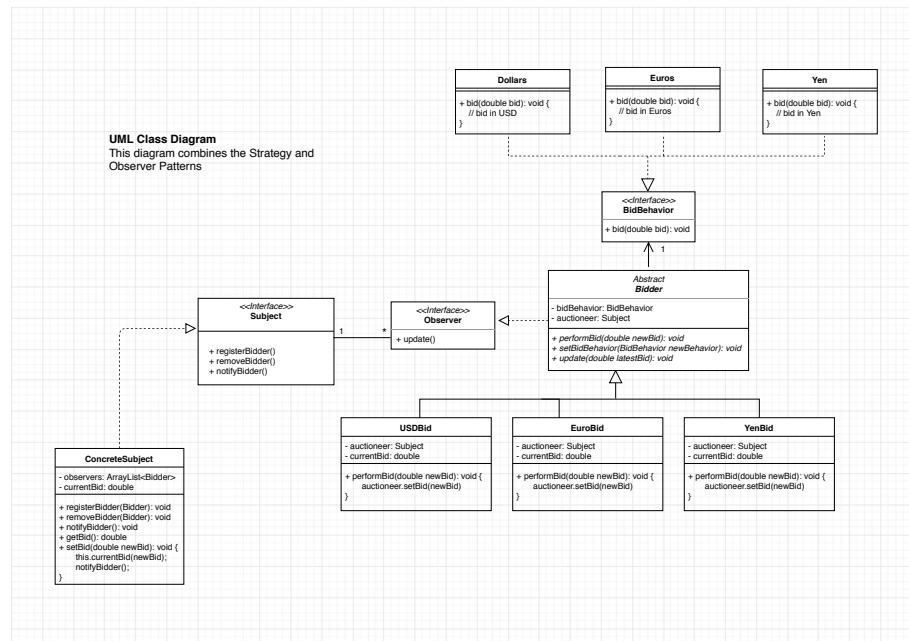 Dollars
+ bid(double bid): void {
// bid in USD
}
Euros
+ bid(double bid): void {
// bid in Euros
}
Yen
+ bid(double bid): void {
// bid in Yen
}
UML Class Diagram
This diagram combines the Strategy and
Observer Patterns
<<Interface>>
BidBehavior
+ bid(double bid): void
1
Abstract
Bidder
- bidBehavior: BidBehavior
- auctioneer: Subject
+ performBid(double newBid): void
+ setBidBehavior(BidBehavior newBehavior): void
+ update(double latestBid): void
<<Interface>>
Subject
+ registerBidder()
+ removeBidder()
+ notifyBidder()
1
*
<<Interface>>
Observer
+ update()
USDBid
- auctioneer: Subject
- currentBid: double
+ performBid(double newBid): void {
auctioneer.setBid(newBid)
}
EuroBid
- auctioneer: Subject
- currentBid: double
+ performBid(double newBid): void {
auctioneer.setBid(newBid)
}
YenBid
- auctioneer: Subject
- currentBid: double
+ performBid(double newBid): void {
auctioneer.setBid(newBid)
}
ConcreteSubject
- observers: ArrayList<Bidder>
- currentBid: double
+ registerBidder(Bidder): void
+ removeBidder(Bidder): void
+ notifyBidder(): void
+ getBid(): double
+ setBid(double newBid): void {
this.currentBid(newBid);
notifyBidder();
}